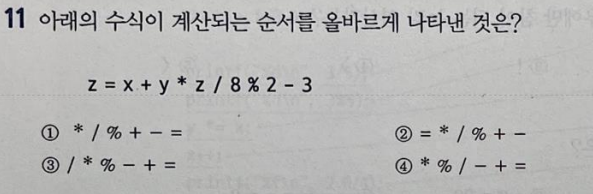 11 아래의 수식이 계산되는 순서를 올바르게 나타낸 것은?
z = x + y * z / 8 % 2 - 3
① * / % + - =
② = * / % + -
③ / * % - + =
④ * % / - + =